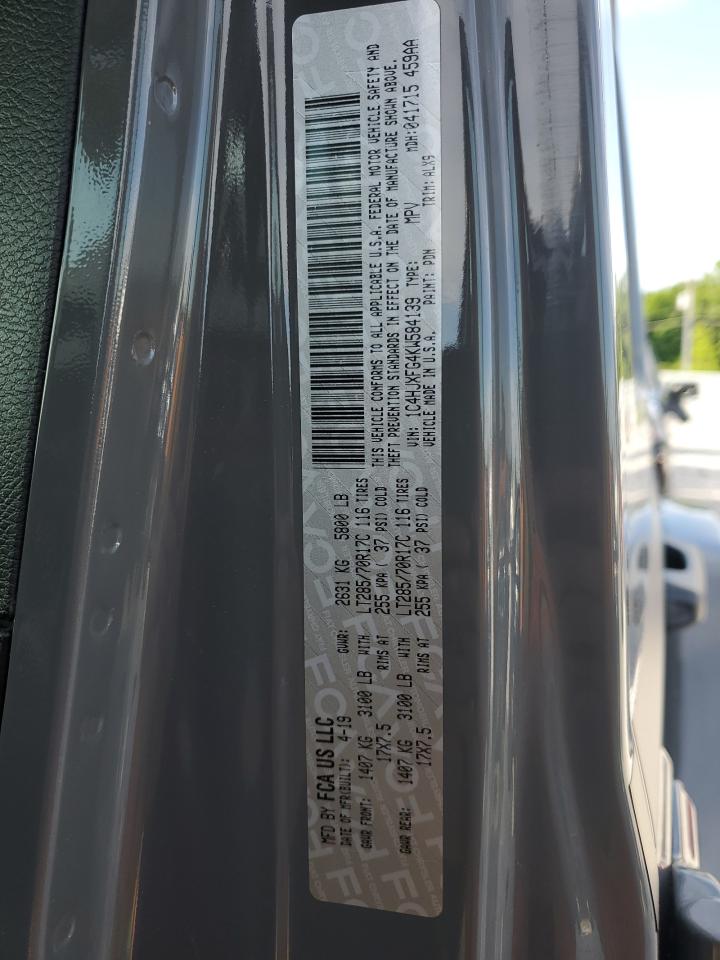 MFD BY FCA US LLC
DATE OF MFR(BUILT): 4-19 GVWR: 2631 KG 5800 LB
GAWR FRONT: 1407 KG 3100 LB WITH LT285/70R17C 116 TIRES
17X7.5 RIMS AT 255 KPA ( 37 PSI) COLD
GAWR REAR: 1407 KG 3100 LB WITH LT285/70R17C 116 TIRES
17X7.5 RIMS AT 255 KPA ( 37 PSI) COLD
THIS VEHICLE CONFORMS TO ALL APPLICABLE U.S.A. FEDERAL MOTOR VEHICLE SAFETY AND
THEFT PREVENTION STANDARDS IN EFFECT ON THE DATE OF MANUFACTURE SHOWN ABOVE.
VIN: 1C4HJXFG4KW584139 TYPE: MPV MDH:041715 459AA
VEHICLE MADE IN U.S.A. PAINT: PDN TRIM: ALX9